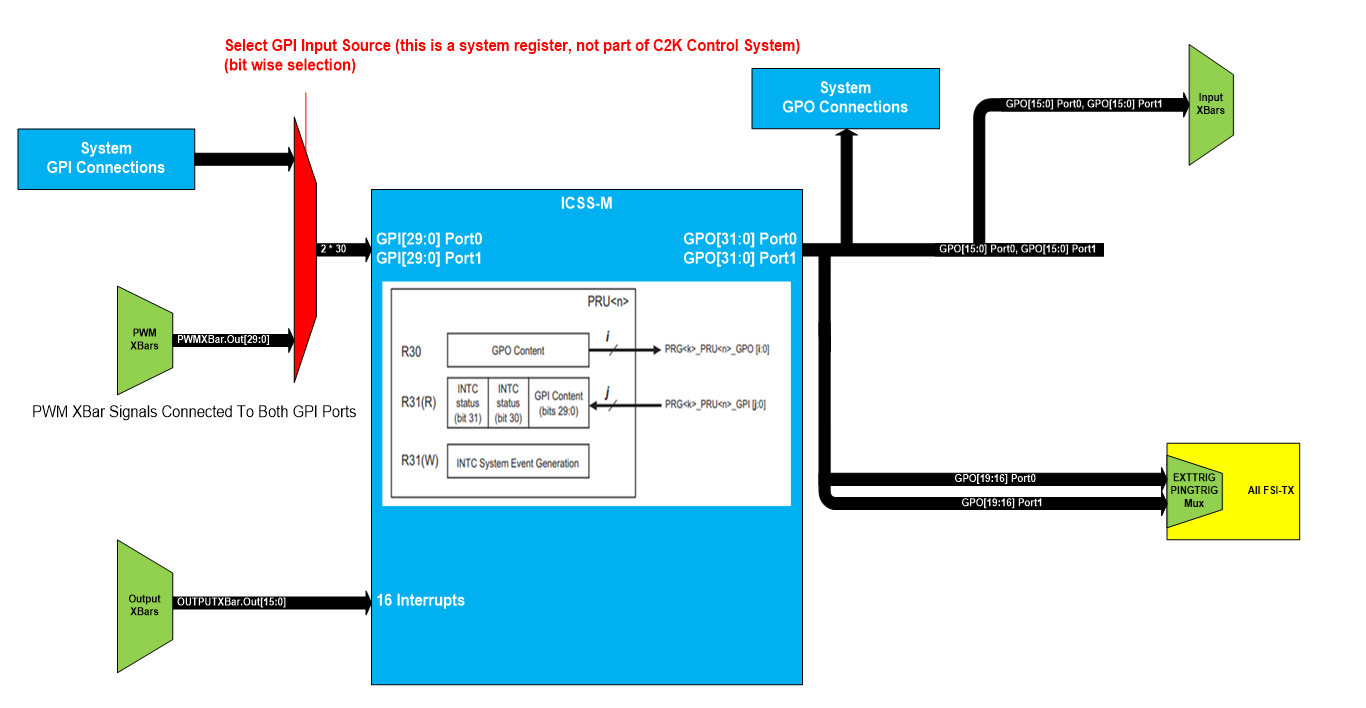 Select GPI Input Source (this is a system register, not part of C2K Control System)
(bit wise selection)
System
GPI Connections
System
GPO Connections
GPO[15:0] Port0, GPO[15:0] Port1
Input
XBars
ICSS-M
2 * 30
GPI[29:0] Port0
GPI[29:0] Port1
GPO[31:0] Port0
GPO[31:0] Port1
GPO[15:0] Port0, GPO[15:0] Port1
PWM
XBars
PWMXBar.Out[29:0]
PWM XBar Signals Connected To Both GPI Ports
PRU<n>
R30
GPO Content
i
PRG<k>_PRU<n>_GPO [i:0]
R31(R)
INTC
status
(bit 31)
INTC
status
(bit 30)
GPI Content
(bits 29:0)
j
PRG<k>_PRU<n>_GPI [j:0]
R31(W)
INTC System Event Generation
GPO[19:16] Port0
GPO[19:16] Port1
EXTTRIG
PINGTRIG
Mux
All FSI-TX
Output
XBars
OUTPUTXBar.Out[15:0]
16 Interrupts